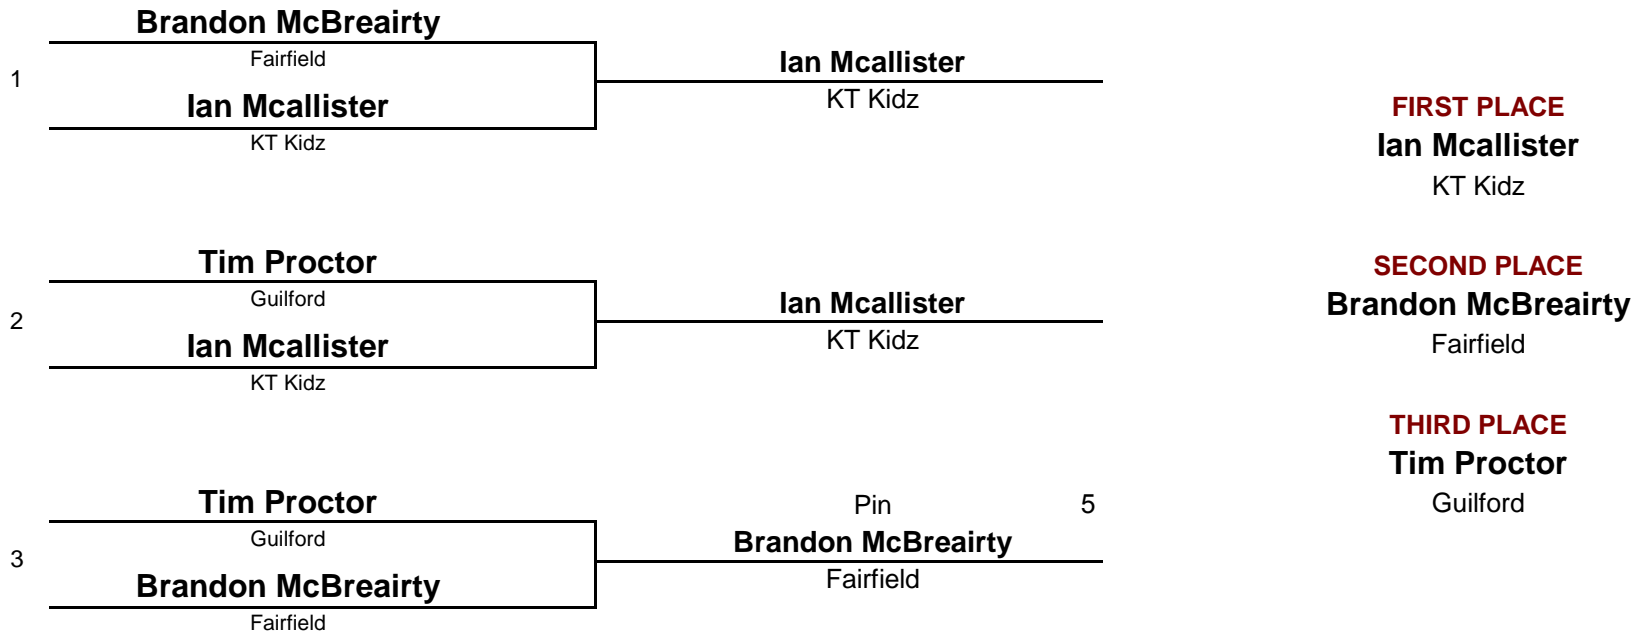 Brandon McBreairty
Fairfield
1
Ian Mcallister
KT Kidz
Ian Mcallister
KT Kidz
Tim Proctor
Guilford
2
Ian Mcallister
KT Kidz
Ian Mcallister
KT Kidz
Tim Proctor
Guilford
3
Brandon McBreairty
Fairfield
Pin 5
Brandon McBreairty
Fairfield
FIRST PLACE
Ian Mcallister
KT Kidz
SECOND PLACE
Brandon McBreairty
Fairfield
THIRD PLACE
Tim Proctor
Guilford